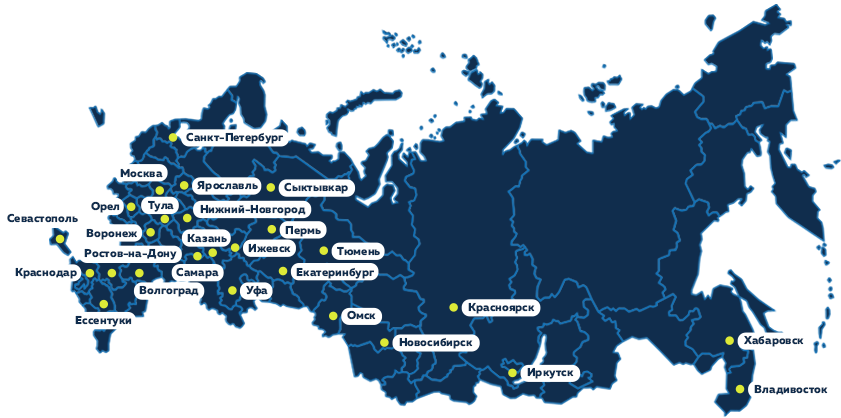 Санкт-Петербург
Москва
Ярославль
Сыктывкар
Орел
Тула
Нижний-Новгород
Севастополь
Воронеж
Пермь
Казань
Ростов-на-Дону
Ижевск
Тюмень
Краснодар
Самара
Екатеринбург
Волгоград
Уфа
Красноярск
Ессентуки
Омск
Новосибирск
Хабаровск
Иркутск
Владивосток